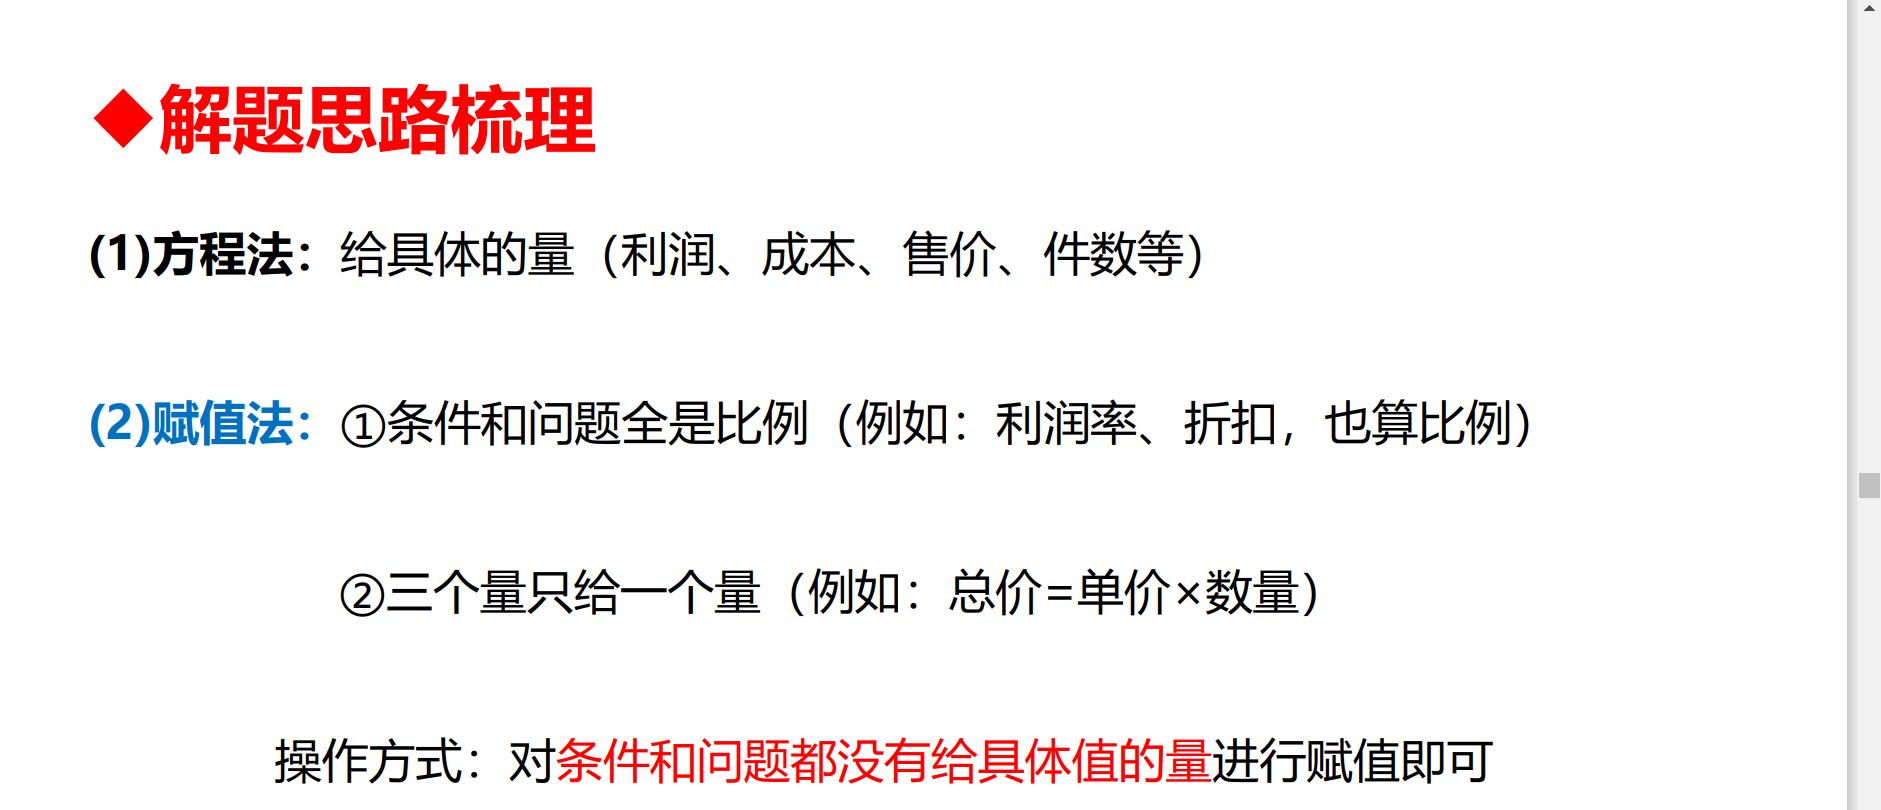 ◆解题思路梳理
(1)方程法：给具体的量（利润、成本、售价、件数等）
(2)赋值法：①条件和问题全是比例（例如：利润率、折扣，也算比例）
②三个量只给一个量（例如：总价=单价×数量）
操作方式：对条件和问题都没有给具体值的量进行赋值即可